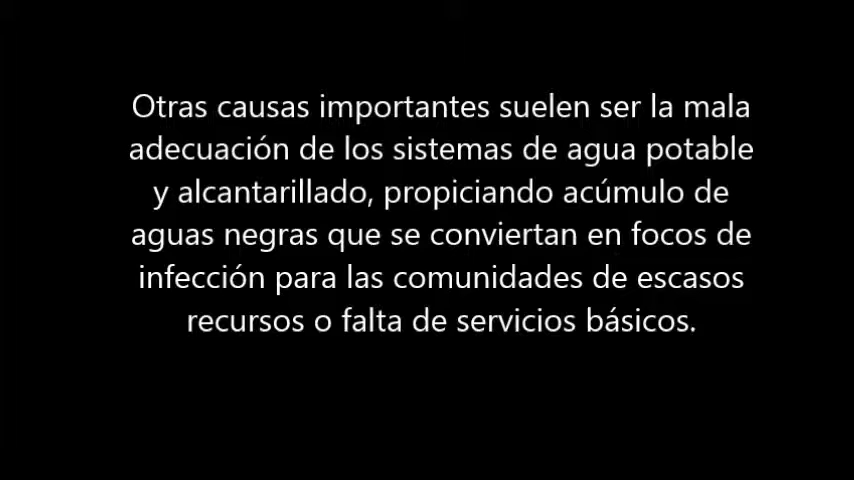 Otras causas importantes suelen ser la mala
adecuación de los sistemas de agua potable
y alcantarillado, propiciando acúmulo de
aguas negras que se conviertan en focos de
infección para las comunidades de escasos
recursos o falta de servicios básicos.